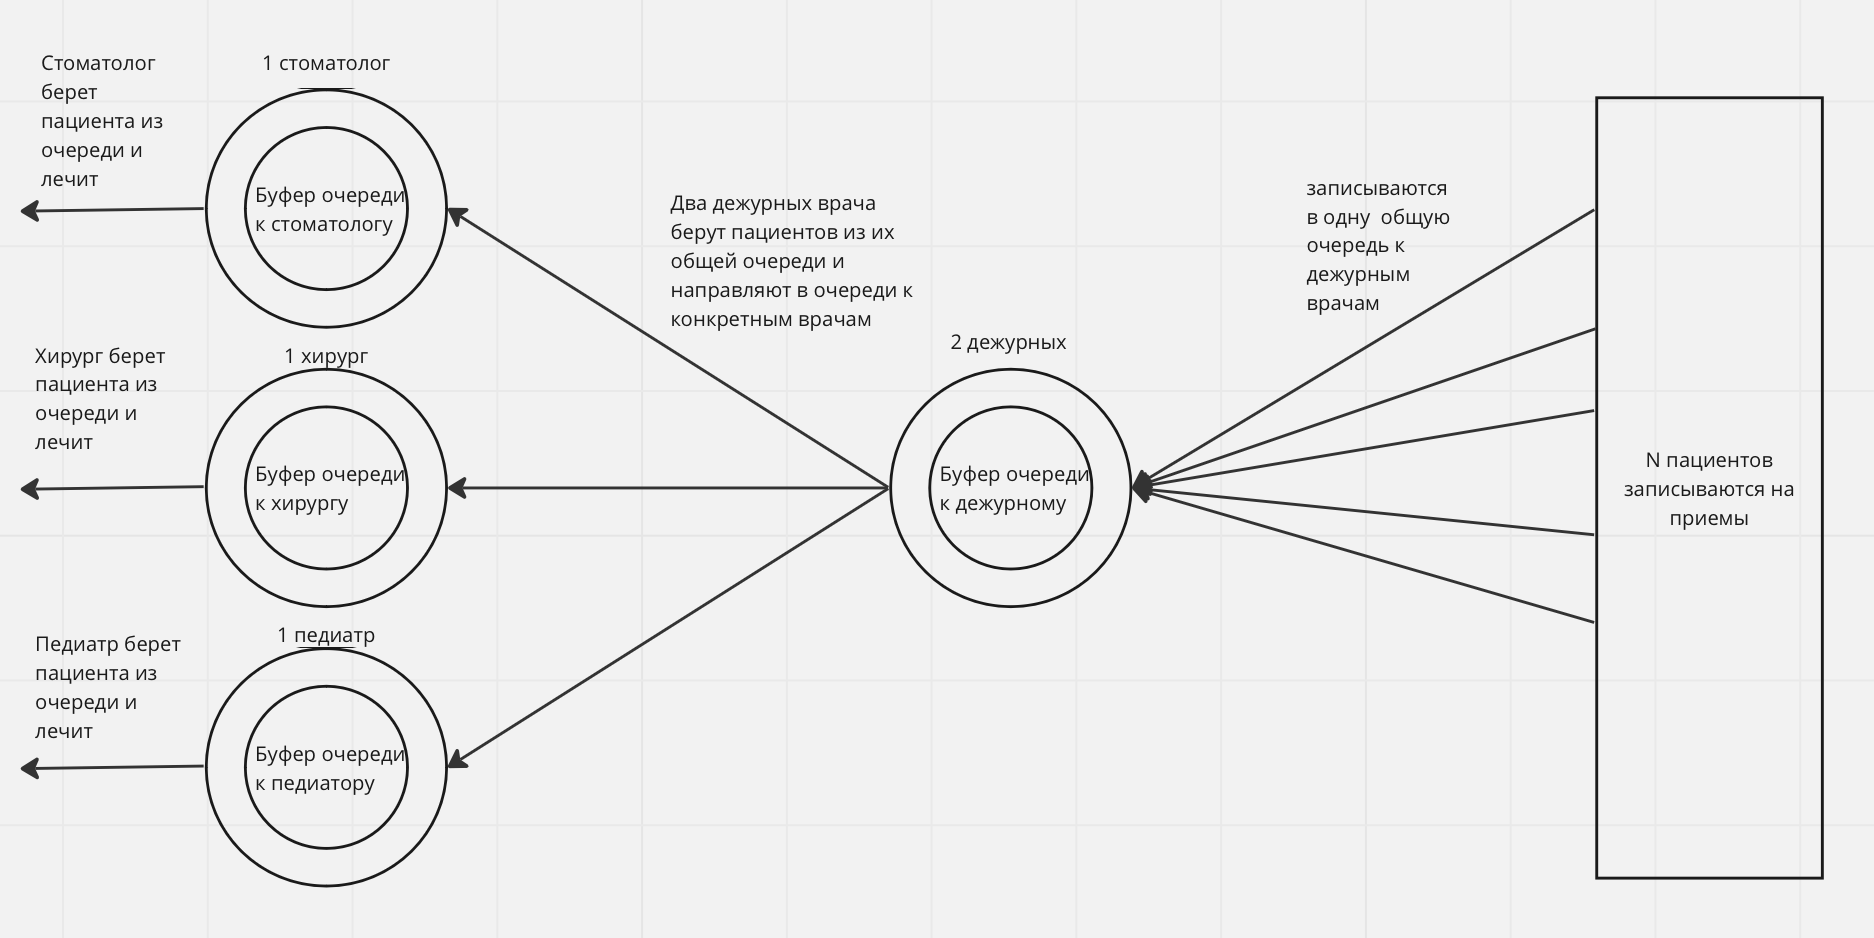 Стоматолог
берет
пациента из
очереди и
лечит
1 стоматолог
Буфер очереди
к стоматологу
Два дежурных врача
берут пациентов из их
общей очереди и
направляют в очереди к
конкретным врачам
записываются
в одну  общую
очередь к
дежурным
врачам
Хирург берет
пациента из
очереди и
лечит
1 хирург
Буфер очереди
к хирургу
2 дежурных
Буфер очереди
к дежурному
N пациентов
записываются на
приемы
Педиатр берет
пациента из
очереди и
лечит
1 педиатр
Буфер очереди
к педиатору